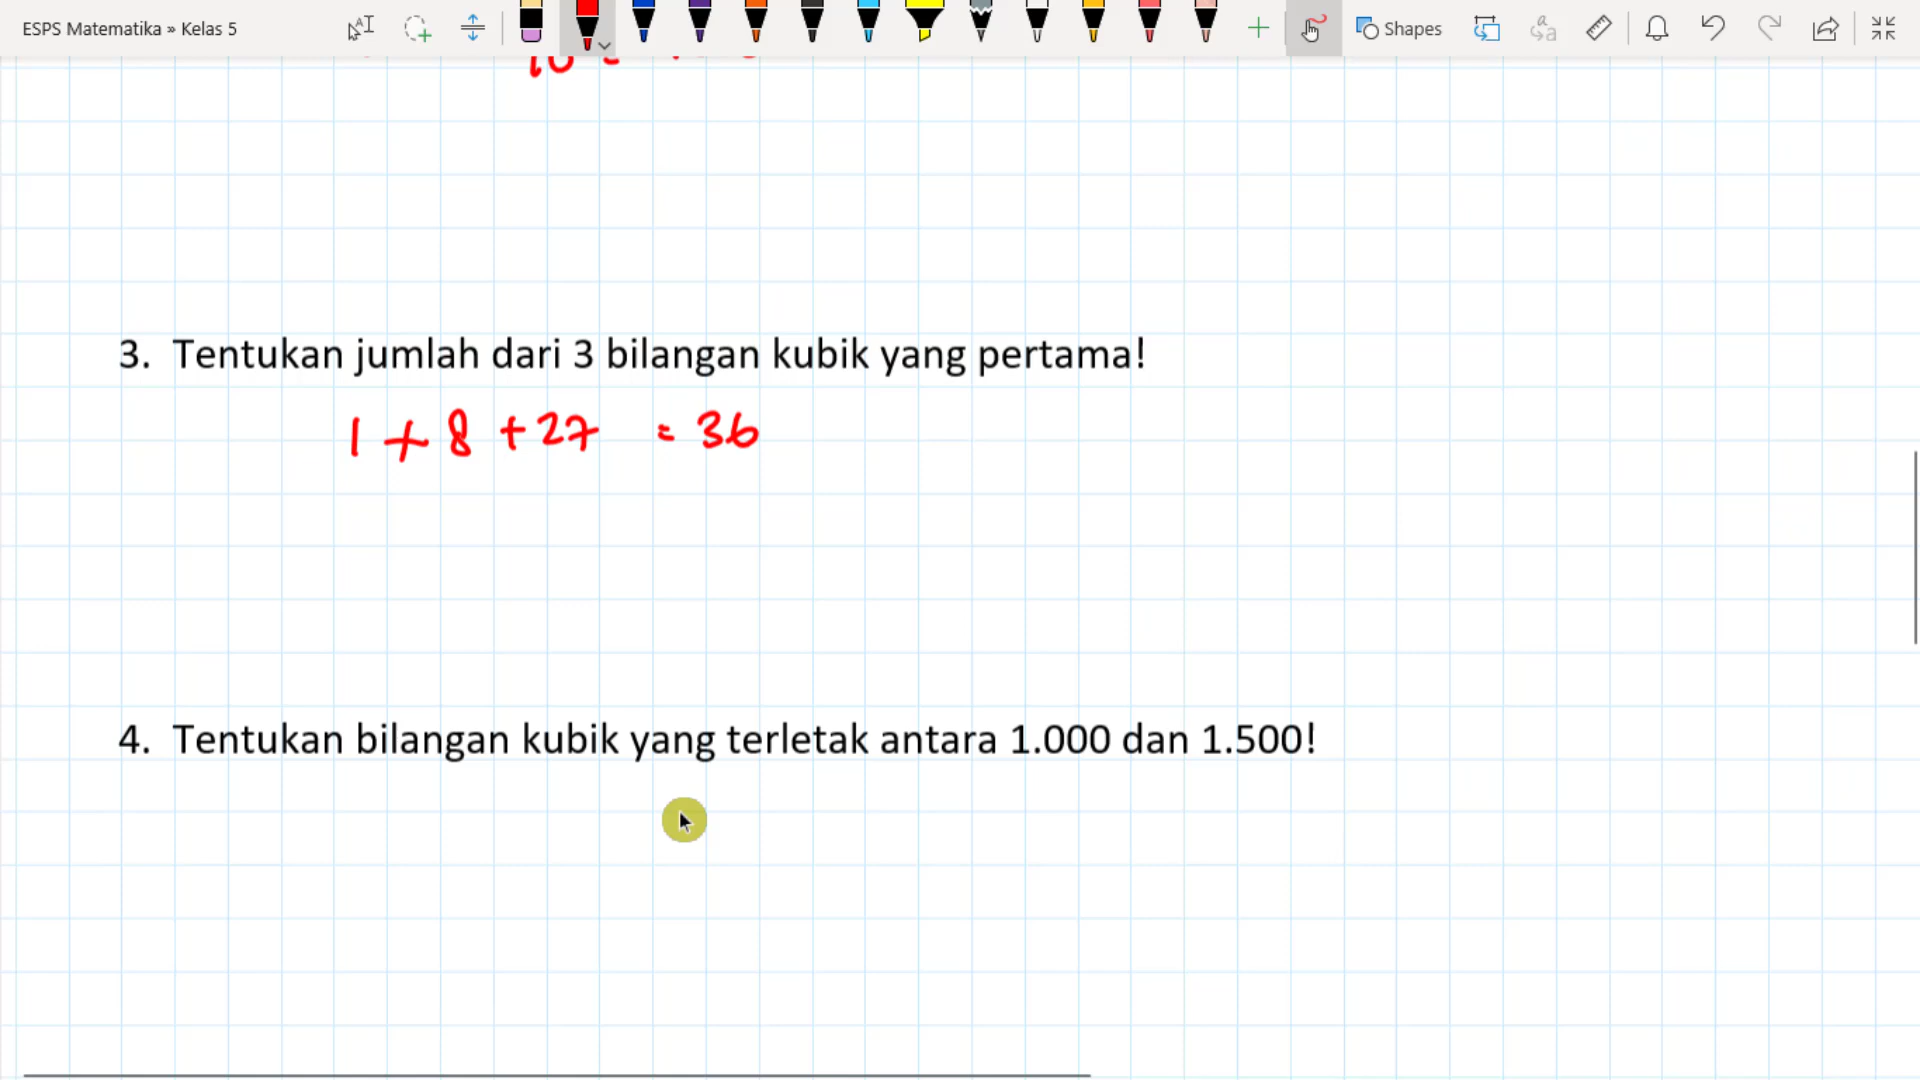 ESPS Matematika » Kelas 5
Shapes
3. Tentukan jumlah dari 3 bilangan kubik yang pertama!
1 + 8 + 27 = 36
4. Tentukan bilangan kubik yang terletak antara 1.000 dan 1.500!